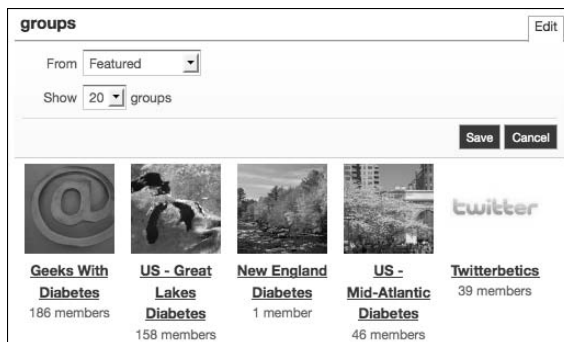 groups
Edit
From Featured
Show 20 groups
Save Cancel
@
twitter
Geeks With
Diabetes
186 members
US - Great
Lakes
Diabetes
158 members
New England
Diabetes
1 member
US -
Mid-Atlantic
Diabetes
46 members
Twitterbetics
39 members